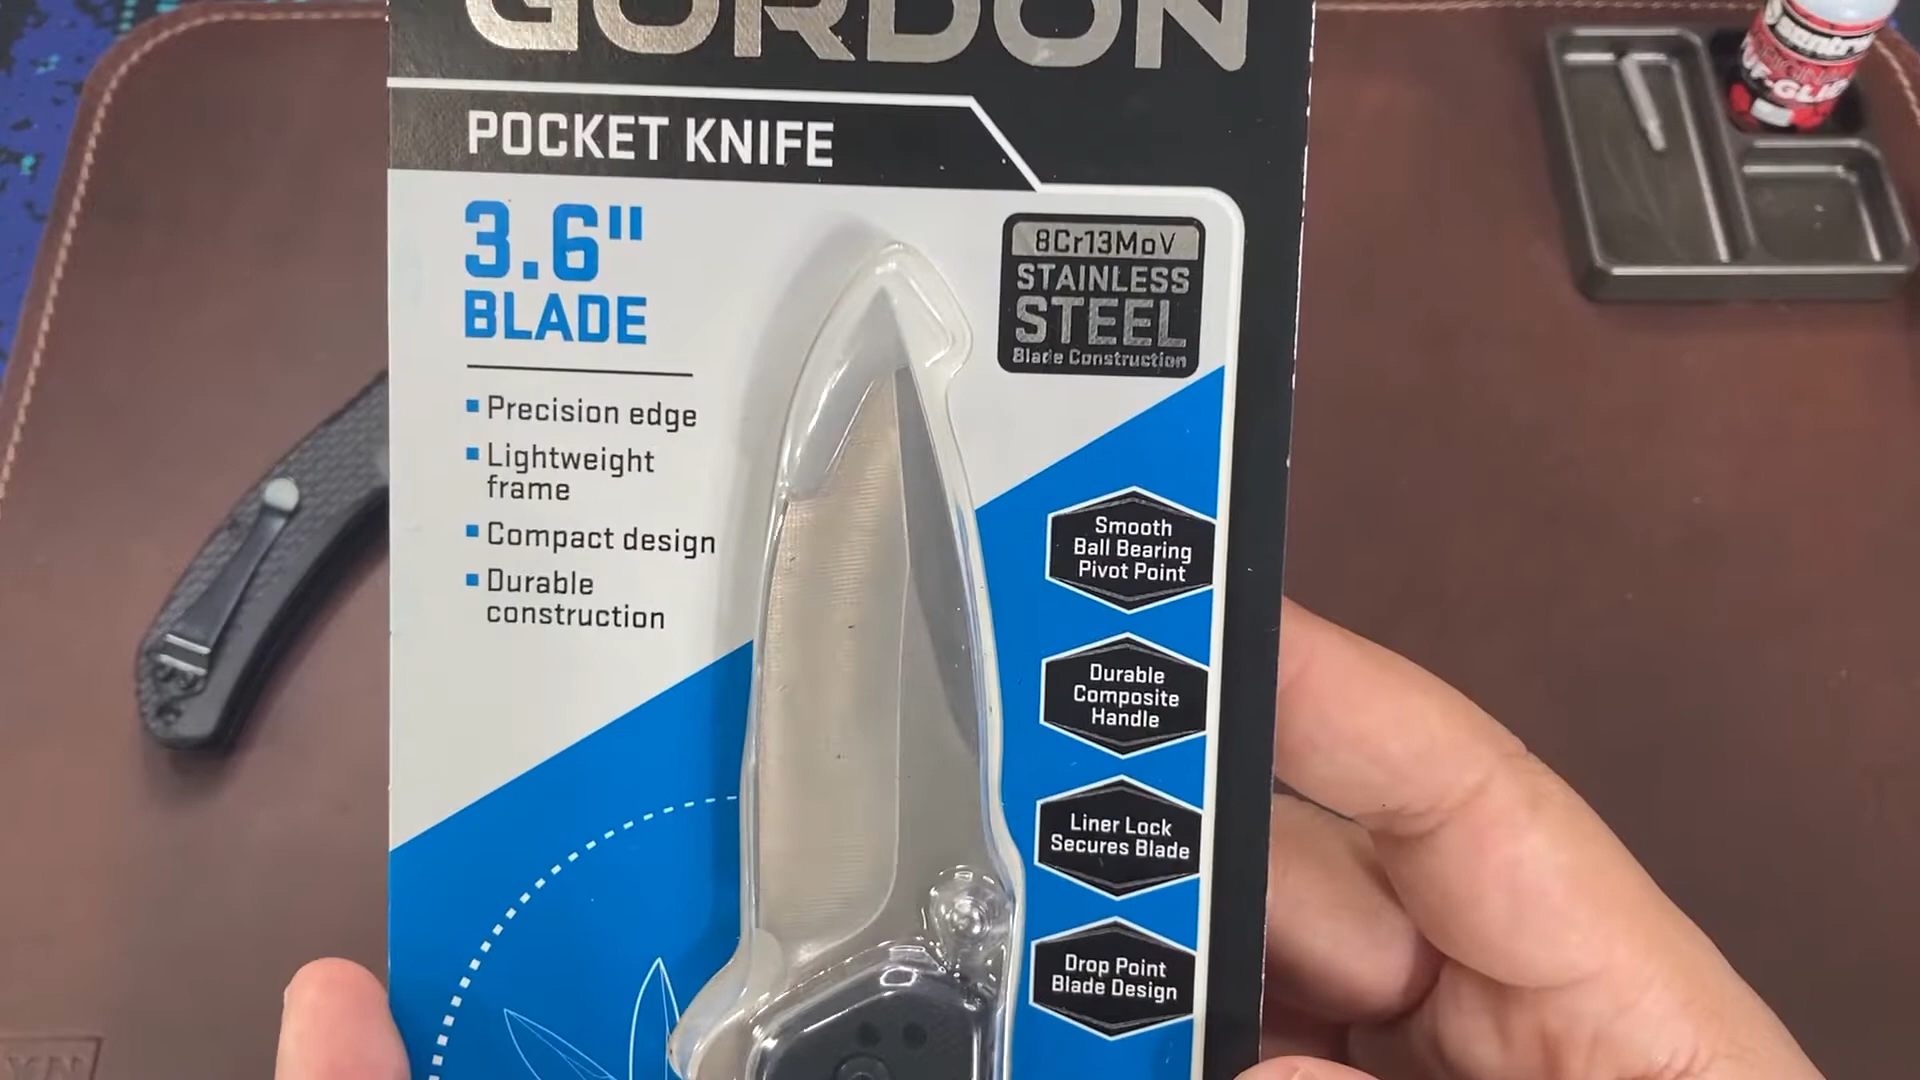 GORDON
POCKET KNIFE
3.6"
BLADE
Precision edge
Lightweight
frame
Compact design
Durable
construction
8Cr13MoV
STAINLESS
STEEL
Blade Construction
Smooth
Ball Bearing
Pivot Point
Durable
Composite
Handle
Liner Lock
Secures Blade
Drop Point
Blade Design